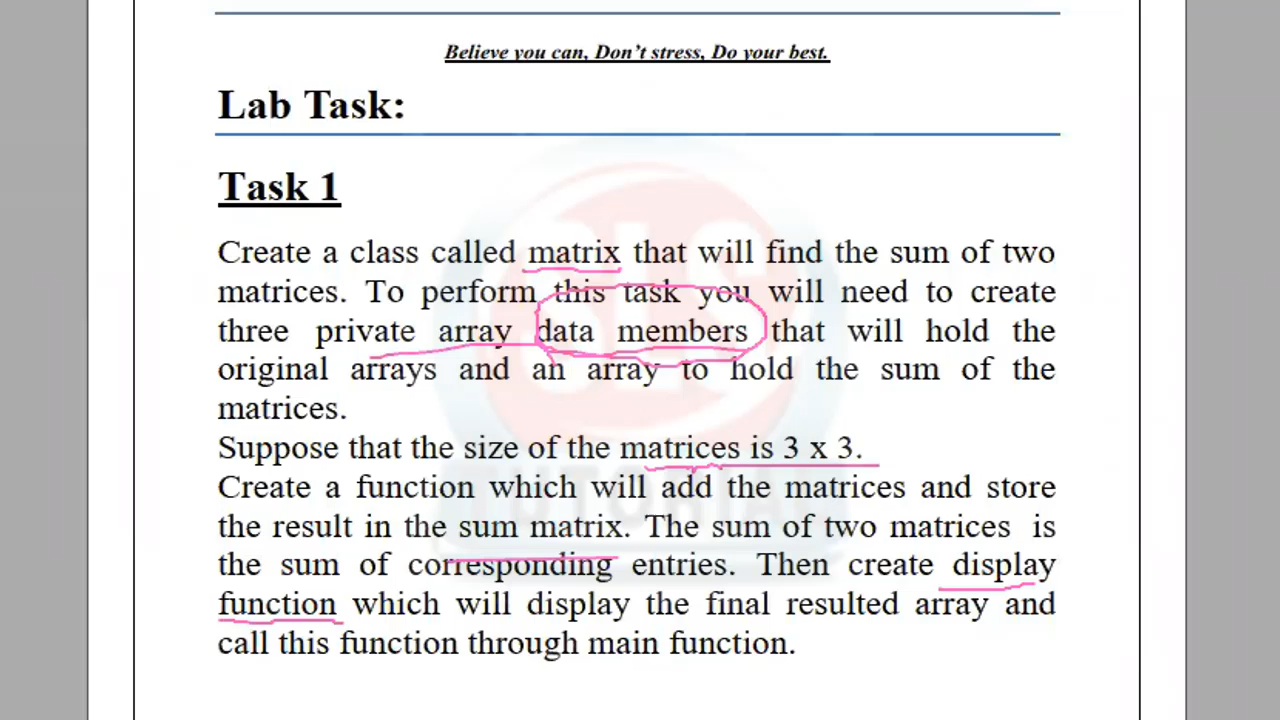 Believe you can, Don't stress, Do your best.
Lab Task:
Task 1
Create a class called matrix that will find the sum of two
matrices. To perform this task you will need to create
three private array data members that will hold the
original arrays and an array to hold the sum of the
matrices.
Suppose that the size of the matrices is 3 x 3.
Create a function which will add the matrices and store
the result in the sum matrix. The sum of two matrices is
the sum of corresponding entries. Then create display
function which will display the final resulted array and
call this function through main function.
SLS
TUTORIAL